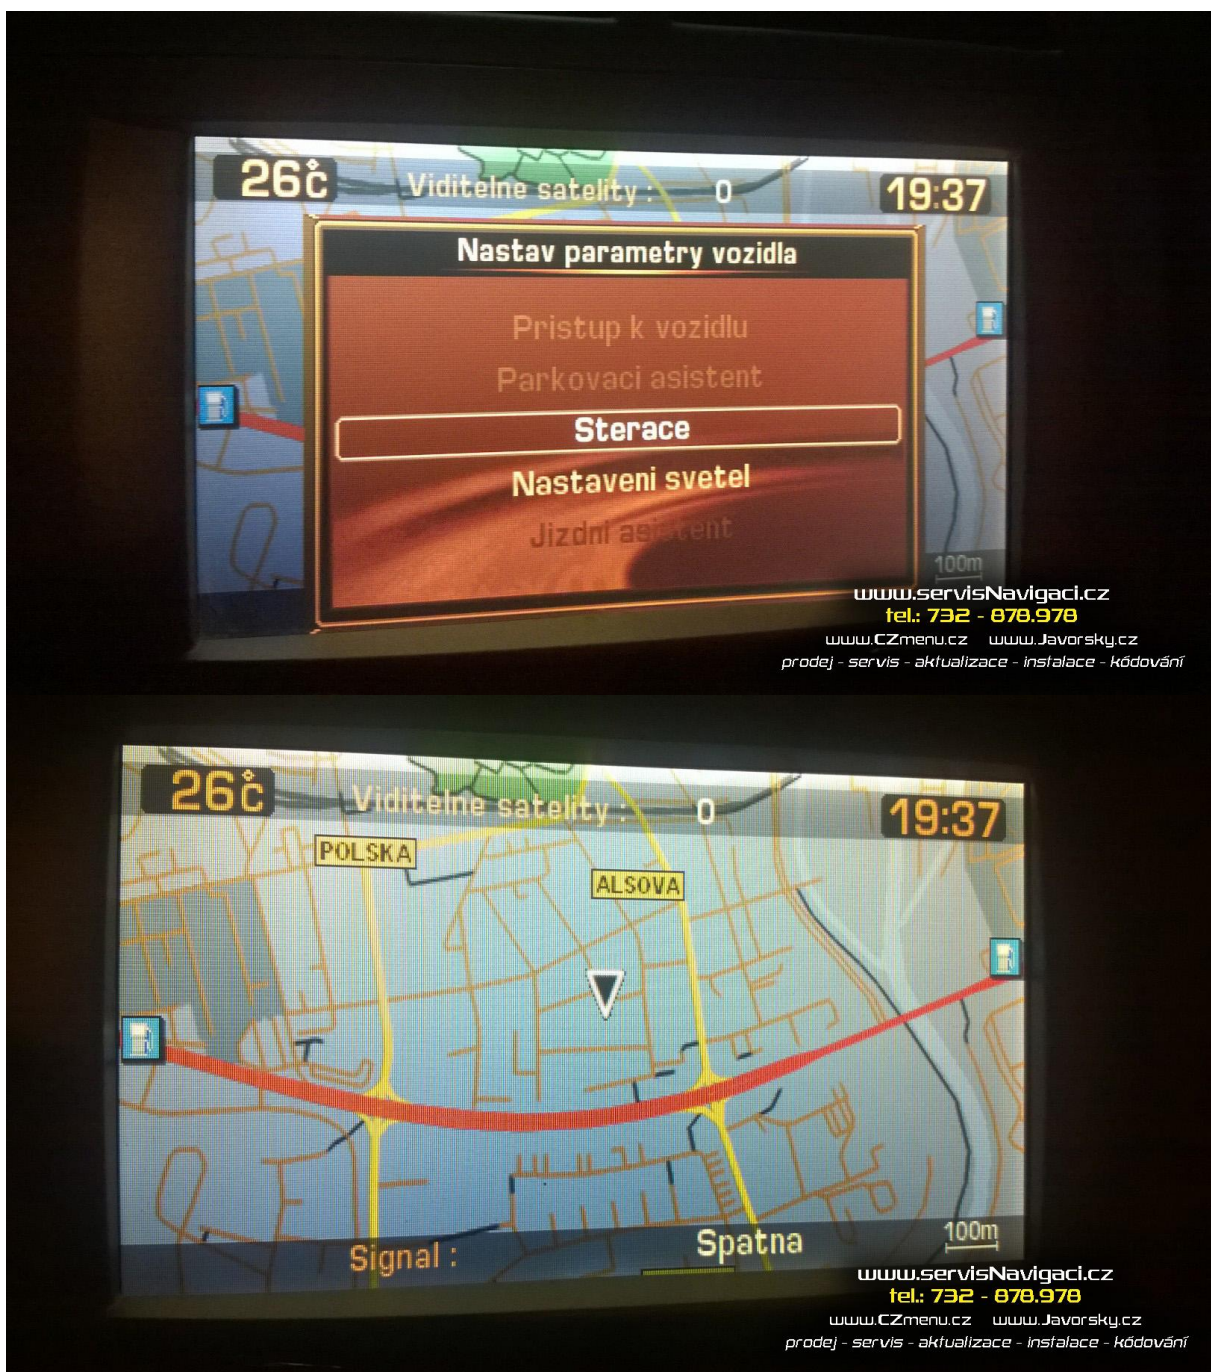 26°C Viditelne satelity : 0 19:37
Nastav parametry vozidla
Pristup k vozidlu
Parkovaci asistent
Sterace
Nastaveni svetel
Jizdni asistent
100m
www.servisNavigaci.cz
tel.: 732 - 878.978
www.CZmenu.cz www.Javorsky.cz
prodej - servis - aktualizace - instalace - kódování
26°C Viditelne satelity : 0 19:37
POLSKA
ALSOVA
Signal : Spatna 100m
www.servisNavigaci.cz
tel.: 732 - 878.978
www.CZmenu.cz www.Javorsky.cz
prodej - servis - aktualizace - instalace - kódování